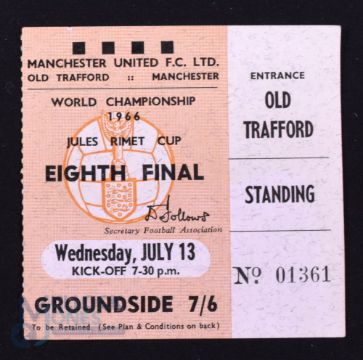 MANCHESTER UNITED F.C. LTD.
OLD TRAFFORD :: MANCHESTER
WORLD CHAMPIONSHIP
1966
JULES RIMET CUP
EIGHTH FINAL
D Follows
Secretary Football Association
Wednesday, JULY 13
KICK-OFF 7-30 p.m.
GROUNDSIDE 7/6
To be Retained (See Plan & Conditions on back)
ENTRANCE
OLD
TRAFFORD
STANDING
Nº 01361